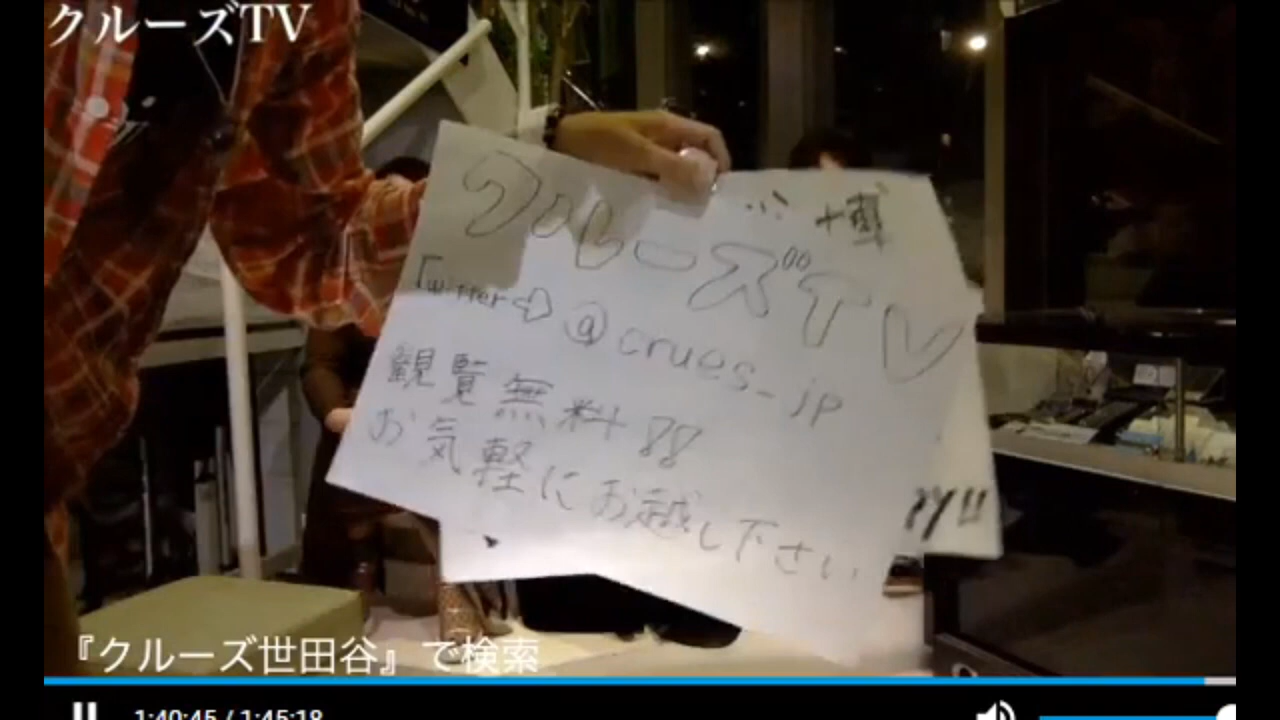 クルーズTV
博
クルーズTV
Twitter⇨@crues_jp
観覧無料!!
お気軽にお越し下さい
『クルーズ世田谷』で検索
1:40:45 / 1:45:18